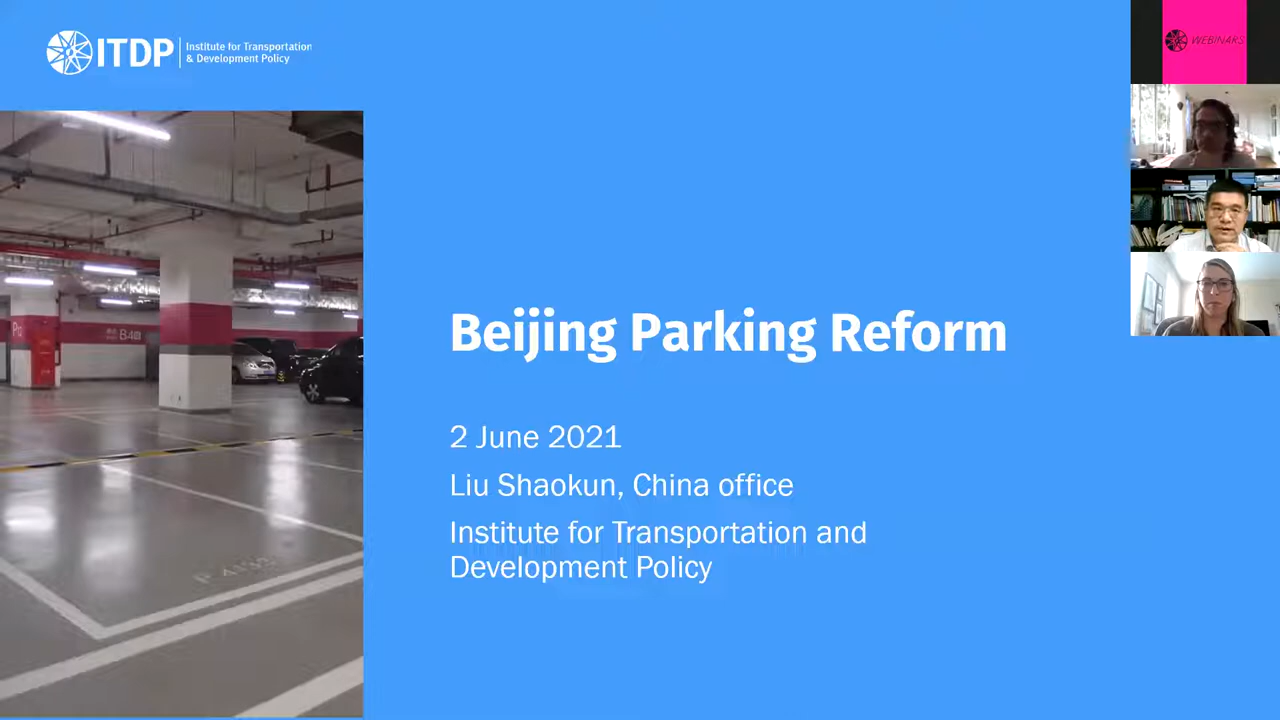 ITDP
Institute for Transportation
& Development Policy
WEBINARS
Beijing Parking Reform
2 June 2021
Liu Shaokun, China office
Institute for Transportation and
Development Policy